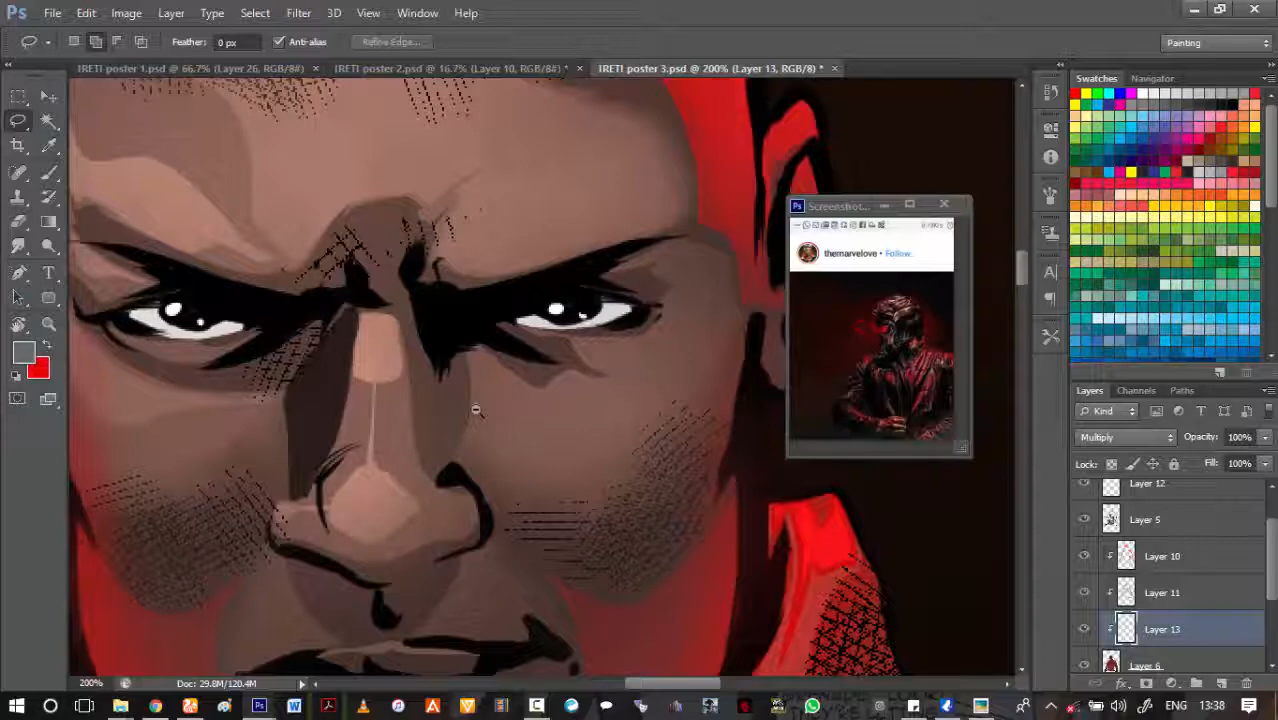 Ps File Edit Image Layer Type Select Filter 3D View Window Help
Feather: 0 px Anti-alias Refine Edge... Painting
IRETI poster 1.psd @ 66.7% (Layer 26, RGB/8#) × IRETI poster 2.psd @ 16.7% (Layer 10, RGB/8#) * × IRETI poster 3.psd @ 200% (Layer 13, RGB/8) * ×
Swatches Navigator
Ps Screenshot...
themarvelove • Follow
Layers Channels Paths
Kind
Multiply Opacity: 100%
Lock: Fill: 100%
Layer 12
Layer 5
Layer 10
Layer 11
Layer 13
Layer 6
200% Doc: 29.8M/120.4M
ENG 13:38